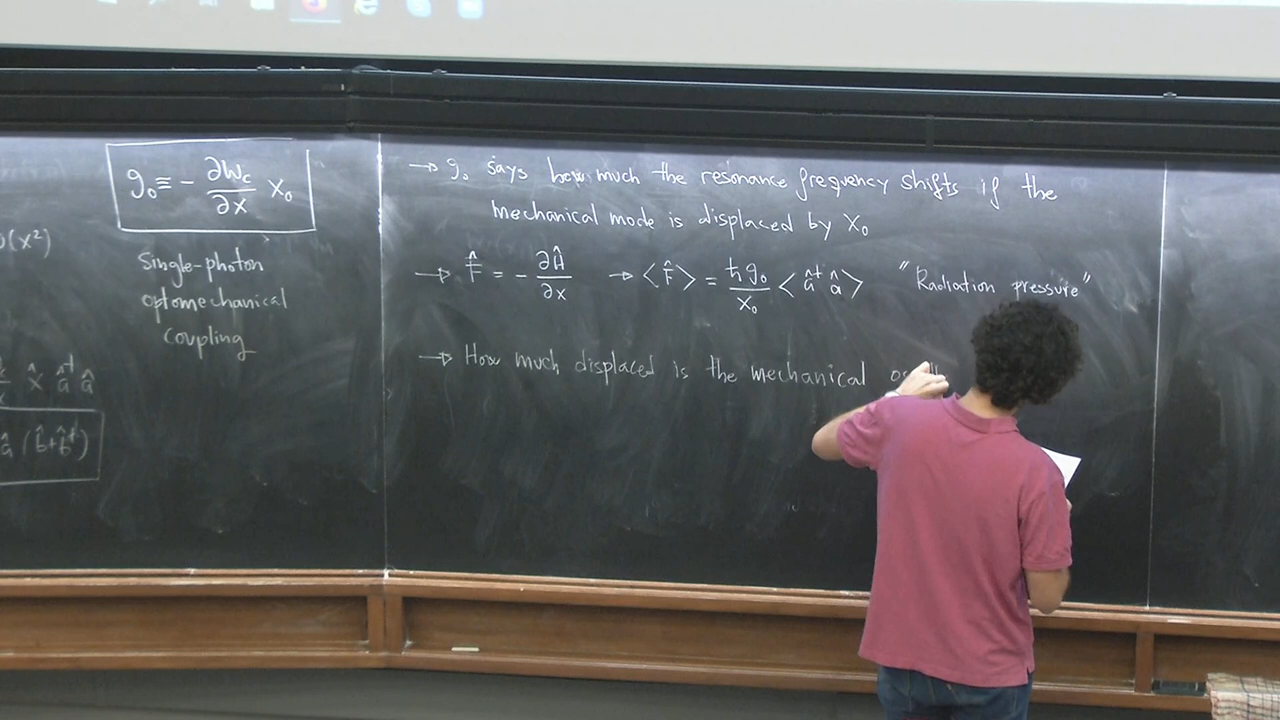 g₀ ≡ - ∂ω_c/∂x x₀
Single-photon
optomechanical
coupling
O(x²)
x̂ â† â
â (b̂+b̂†)
→ g₀ says how much the resonance frequency shifts if the
mechanical mode is displaced by x₀
→ F̂ = - ∂Ĥ/∂x → <F̂> = ħg₀/x₀ <â† â> "Radiation pressure"
→ How much displaced is the mechanical